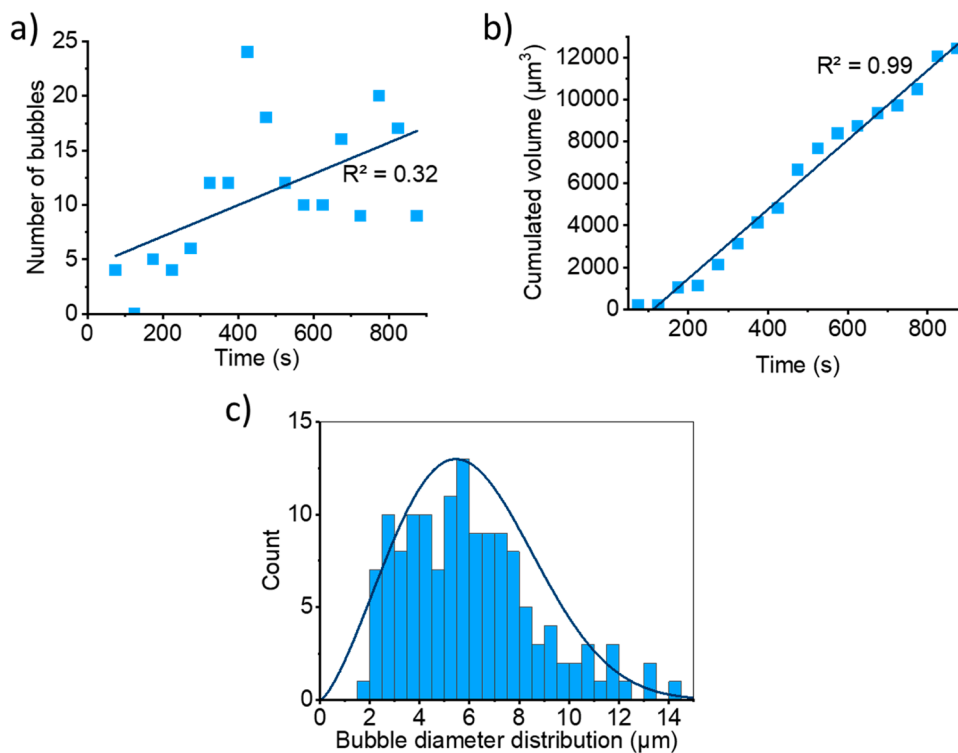 a)
Number of bubbles
25
20
15
10
5
0
R² = 0.32
0 200 400 600 800
Time (s)
b)
Cumulated volume (µm³)
12000
10000
8000
6000
4000
2000
0
R² = 0.99
200 400 600 800
Time (s)
c)
Count
15
10
5
0
0 2 4 6 8 10 12 14
Bubble diameter distribution (µm)